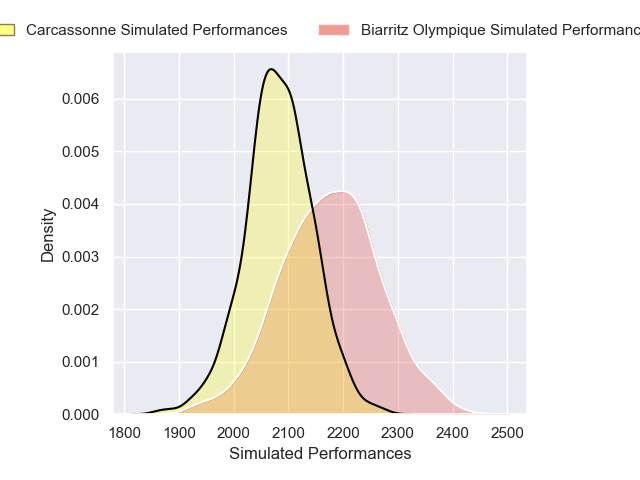 Carcassonne Simulated Performances
Biarritz Olympique Simulated Performanc
0.006
0.005
0.004
0.003
0.002
0.001
0.000
Density
1800 1900 2000 2100 2200 2300 2400 2500
Simulated Performances